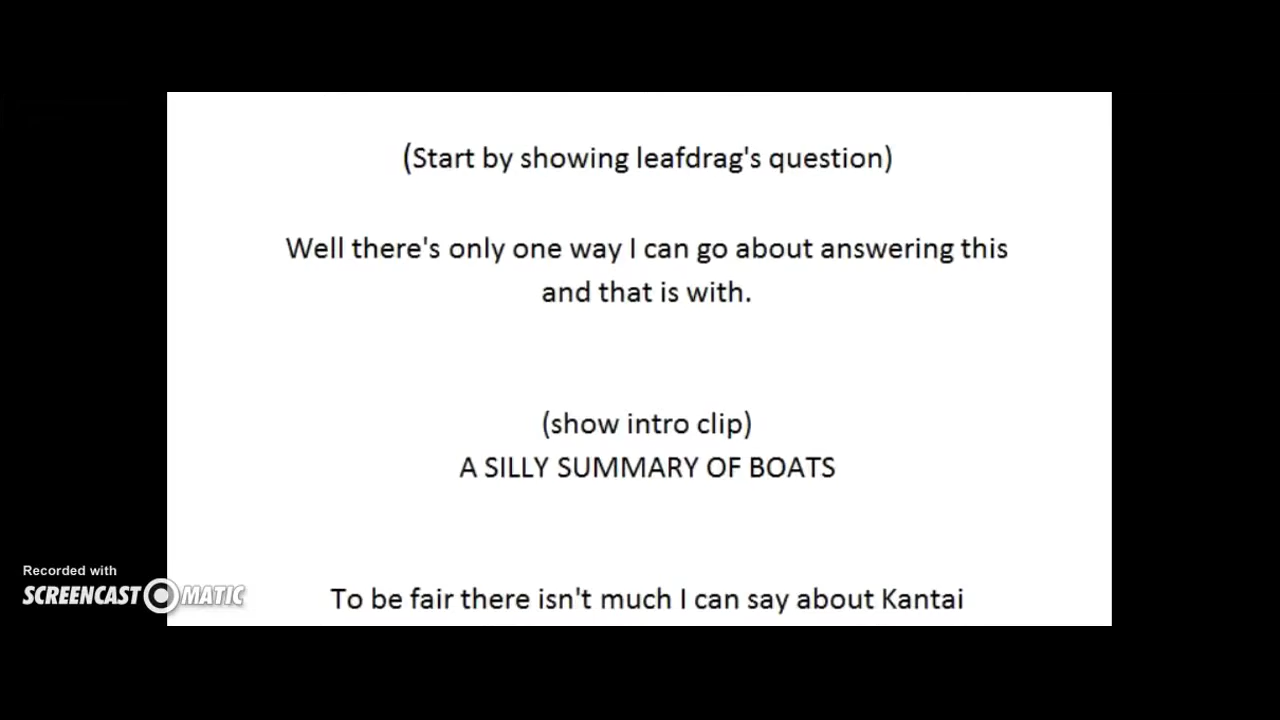 (Start by showing leafdrag's question)
Well there's only one way I can go about answering this
and that is with.
(show intro clip)
A SILLY SUMMARY OF BOATS
To be fair there isn't much I can say about Kantai
Recorded with
SCREENCAST MATIC